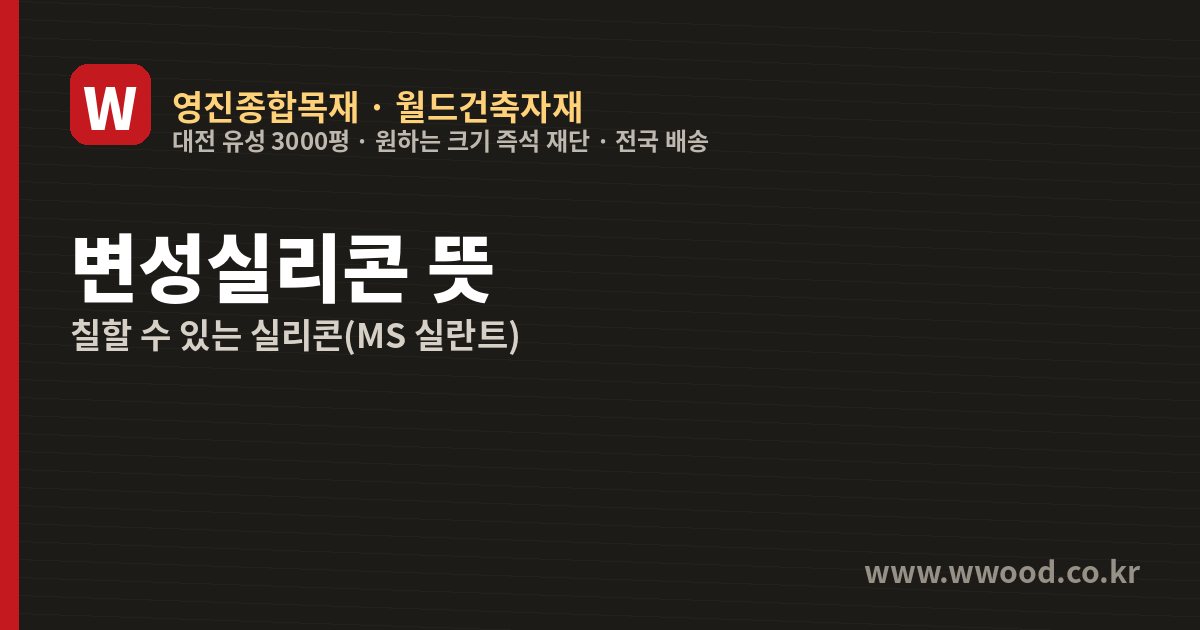 W
영진종합목재 · 월드건축자재
대전 유성 3000평 · 원하는 크기 즉석 재단 · 전국 배송
변성실리콘 뜻
칠할 수 있는 실리콘(MS 실란트)
www.wwood.co.kr